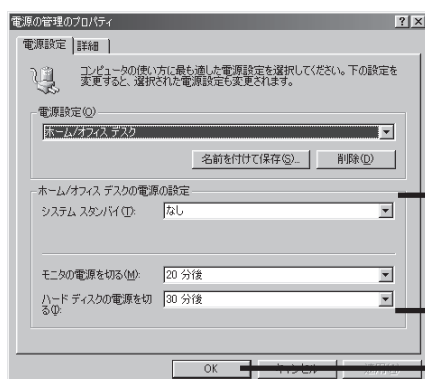 電源の管理のプロパティ
電源設定
詳細
コンピュータの使い方に最も適した電源設定を選択してください。下の設定を
変更すると、選択された電源設定も変更されます。
電源設定(O)
ホーム/オフィス デスク
名前を付けて保存(S)...
削除(D)
ホーム/オフィス デスクの電源の設定
システム スタンバイ(T):
なし
モニタの電源を切る(M):
20 分後
ハード ディスクの電源を切
る(I):
30 分後
OK
キャンセル